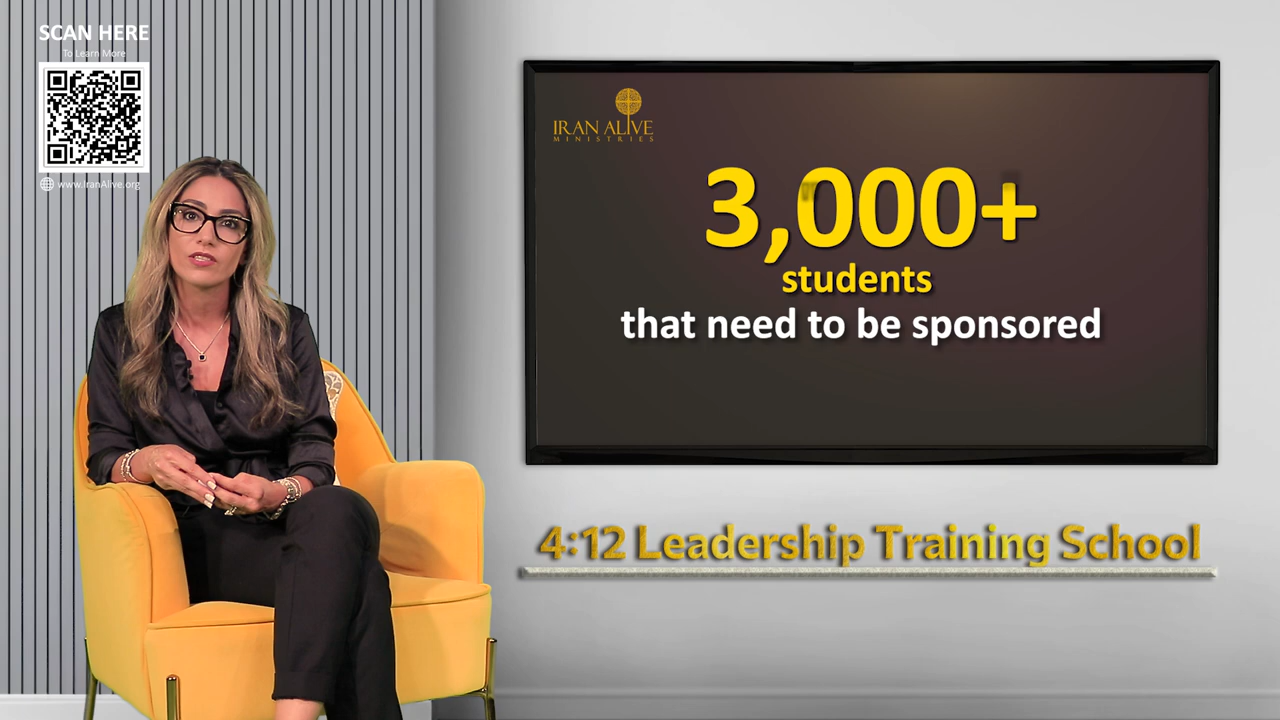 SCAN HERE
To Learn More
www.IranAlive.org
IRAN ALIVE
MINISTRIES
3,000+
students
that need to be sponsored
4:12 Leadership Training School